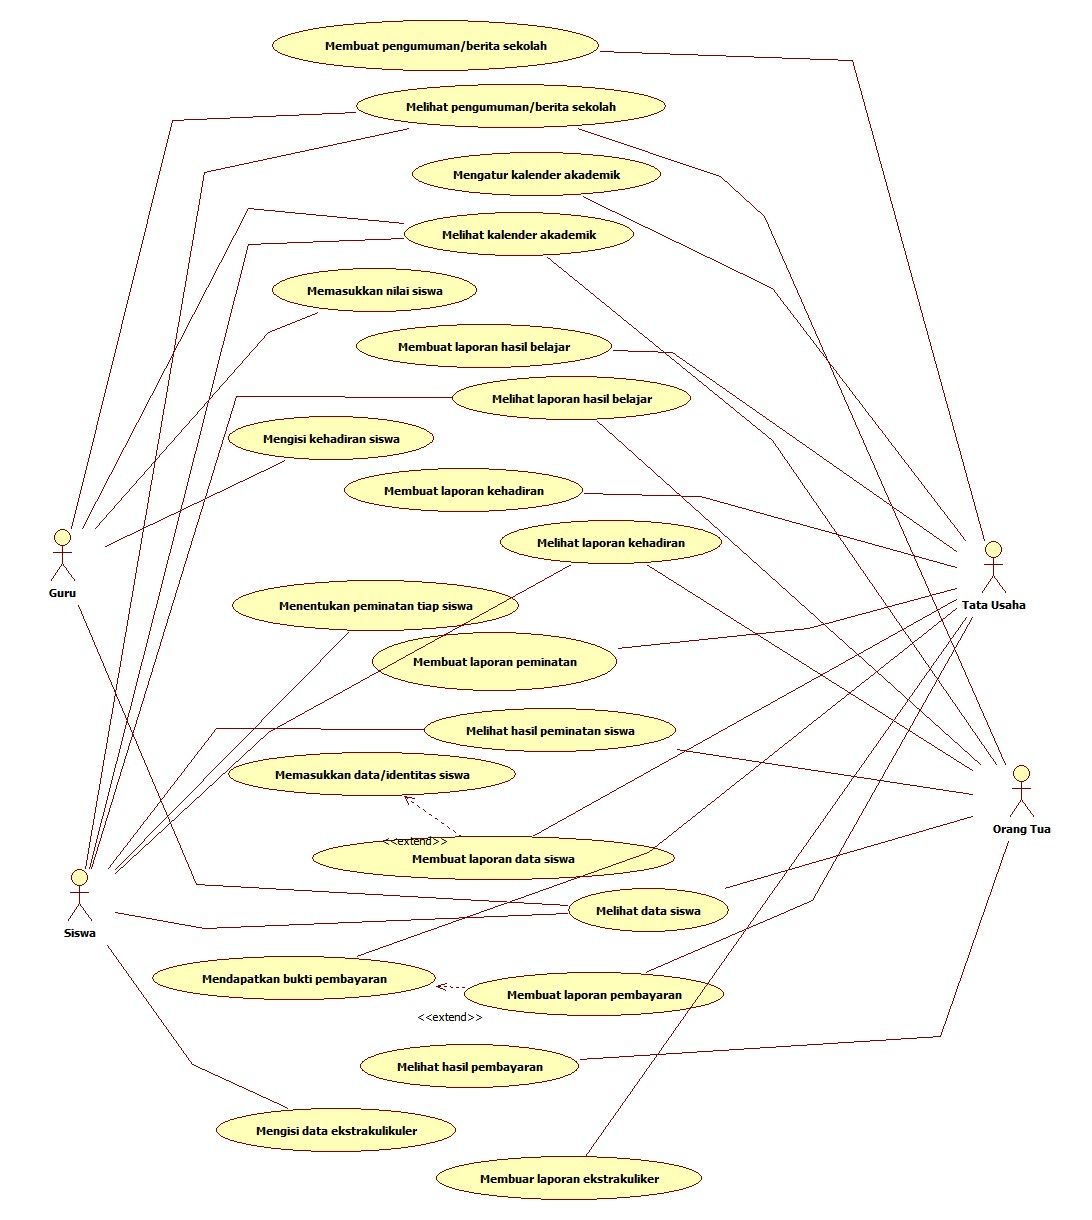 Membuat pengumuman/berita sekolah
Melihat pengumuman/berita sekolah
Mengatur kalender akademik
Melihat kalender akademik
Memasukkan nilai siswa
Membuat laporan hasil belajar
Melihat laporan hasil belajar
Mengisi kehadiran siswa
Membuat laporan kehadiran
Melihat laporan kehadiran
Guru
Tata Usaha
Menentukan peminatan tiap siswa
Membuat laporan peminatan
Melihat hasil peminatan siswa
Memasukkan data/identitas siswa
Orang Tua
<<extend>>
Membuat laporan data siswa
Melihat data siswa
Siswa
Mendapatkan bukti pembayaran
Membuat laporan pembayaran
<<extend>>
Melihat hasil pembayaran
Mengisi data ekstrakulikuler
Membuar laporan ekstrakuliker